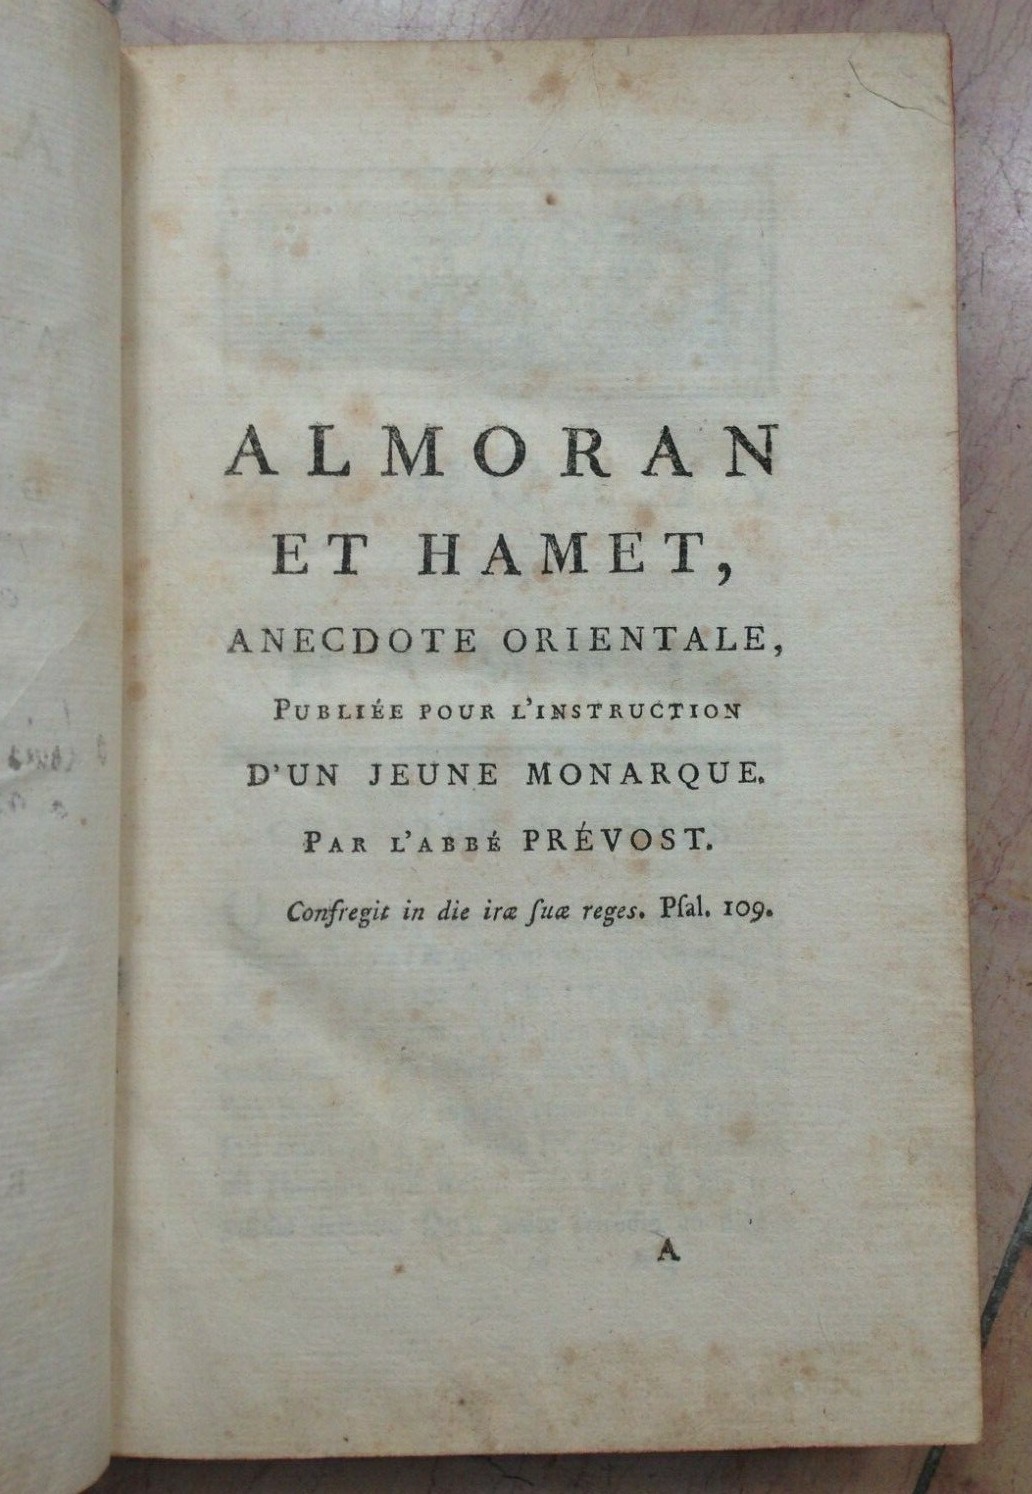 ALMORAN
ET HAMET,
ANECDOTE ORIENTALE,
PUBLIÉE POUR L'INSTRUCTION
D'UN JEUNE MONARQUE.
PAR L'ABBÉ PRÉVOST.
Confregit in die iræ ſuæ reges. Pſal. 109.
A